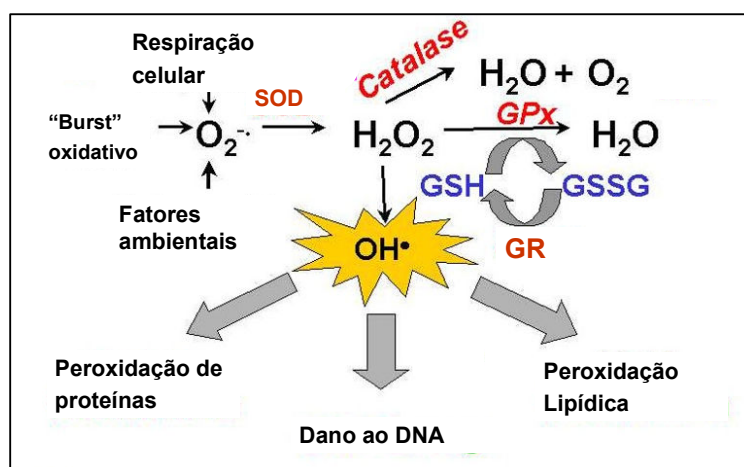 Respiração
celular
Catalase
H₂O + O₂
SOD
"Burst"
oxidativo
O₂⁻·
H₂O₂
GPx
H₂O
GSH
GSSG
Fatores
ambientais
OH•
GR
Peroxidação de
proteínas
Peroxidação
Lipídica
Dano ao DNA